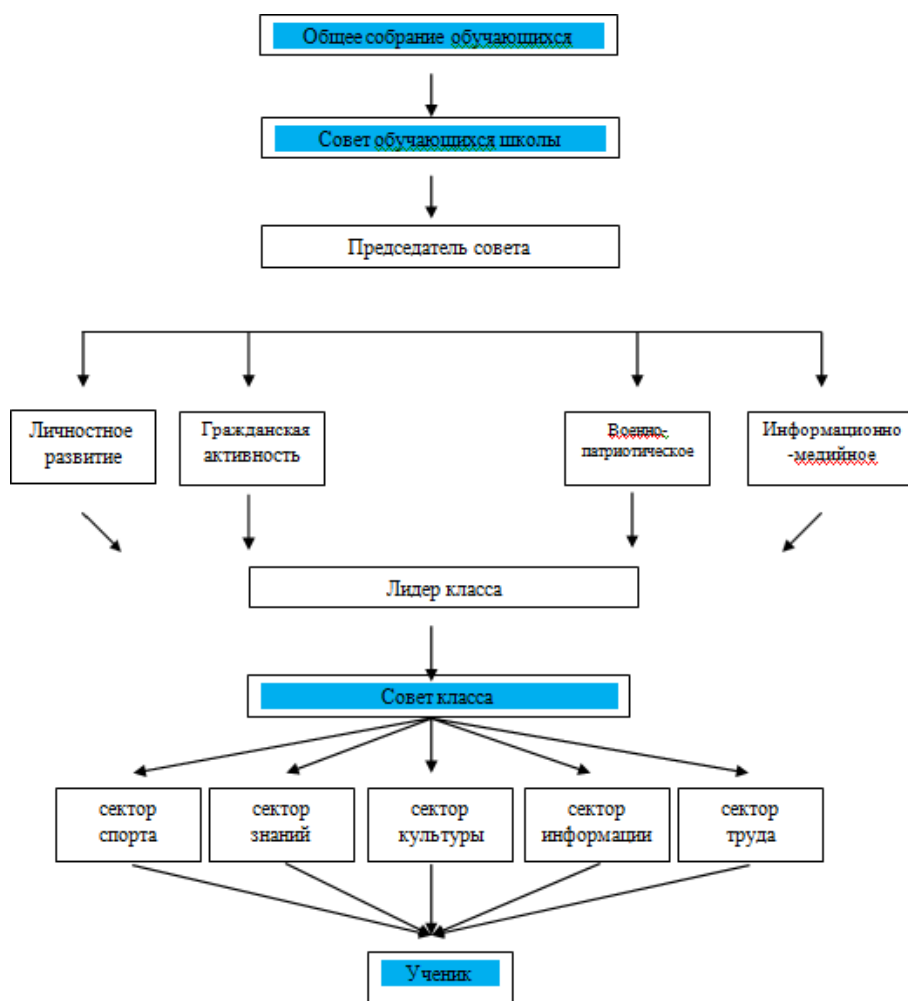 Общее собрание обучающихся
Совет обучающихся школы
Председатель совета
Личностное
развитие
Гражданская
активность
Военно-
патриотическое
Информационно
-медийное
Лидер класса
Совет класса
сектор
спорта
сектор
знаний
сектор
культуры
сектор
информации
сектор
труда
Ученик